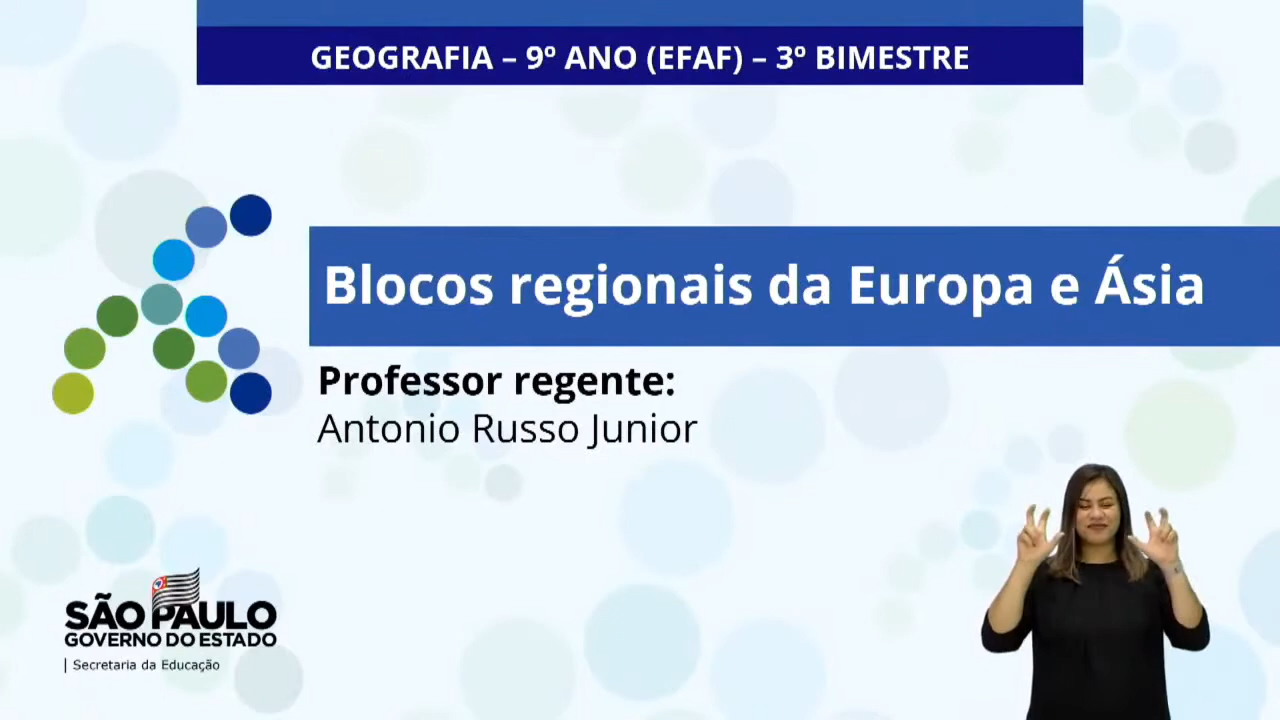 GEOGRAFIA – 9º ANO (EFAF) – 3º BIMESTRE
Blocos regionais da Europa e Ásia
Professor regente:
Antonio Russo Junior
SÃO PAULO
GOVERNO DO ESTADO
Secretaria da Educação